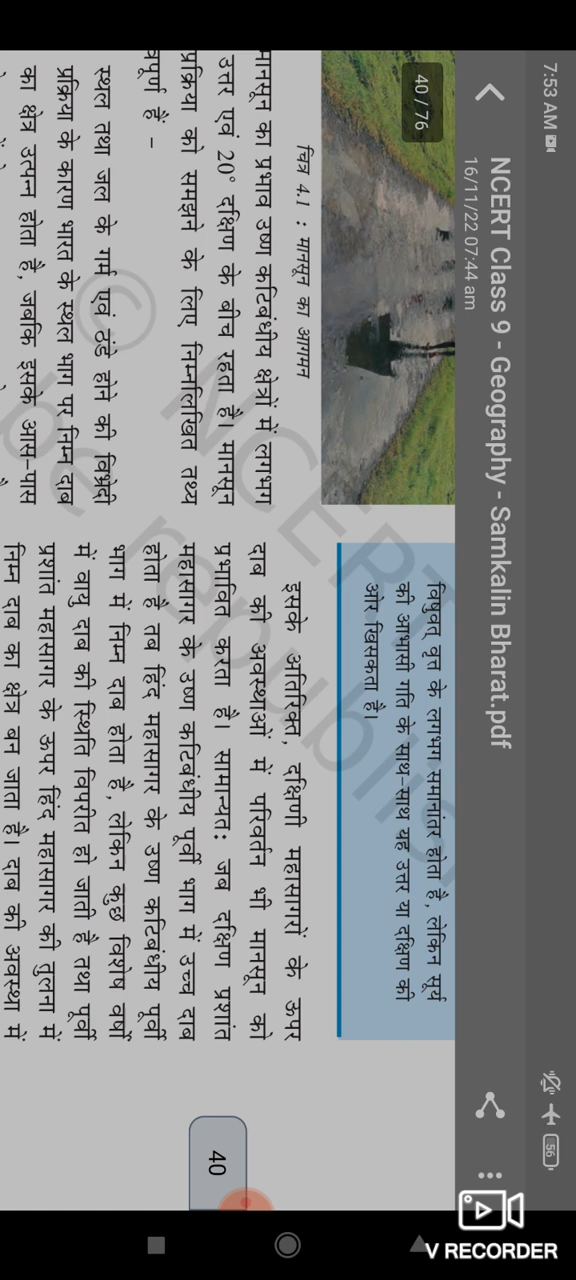 7:53 AM
NCERT Class 9 - Geography - Samkalin Bharat.pdf
16/11/22 07:44 am
56
40 / 76
चित्र 4.1 : मानसून का आगमन
मानसून का प्रभाव उष्ण कटिबंधीय क्षेत्रों में लगभग
उत्तर एवं 20° दक्षिण के बीच रहता है। मानसून
प्रक्रिया को समझने के लिए निम्नलिखित तथ्य
है –
स्थल तथा जल के गर्म एवं ठंडे होने की विभ्रेदी
प्रक्रिया के कारण भारत के स्थल भाग पर निम्न दाब
का क्षेत्र उत्पन्न होता है, जबकि इसके आस-पास
विषुवत् वृत्त के लगभग समानांतर होता है, लेकिन सूर्य
की आभासी गति के साथ-साथ यह उत्तर या दक्षिण की
ओर खिसकता है।
इसके अतिरिक्त, दक्षिणी महासागरों के ऊपर
दाब की अवस्थाओं में परिवर्तन भी मानसून को
प्रभावित करता है। सामान्यत: जब दक्षिण प्रशांत
महासागर के उष्ण कटिबंधीय पूर्वी भाग में उच्च दाब
होता है तब हिंद महासागर के उष्ण कटिबंधीय पूर्वी
भाग में निम्न दाब होता है, लेकिन कुछ विशेष वर्षों
में वायु दाब की स्थिति विपरीत हो जाती है तथा पूर्वी
प्रशांत महासागर के ऊपर हिंद महासागर की तुलना में
निम्न दाब का क्षेत्र बन जाता है। दाब की अवस्था में
40
© NCERT
be republis
V RECORDER